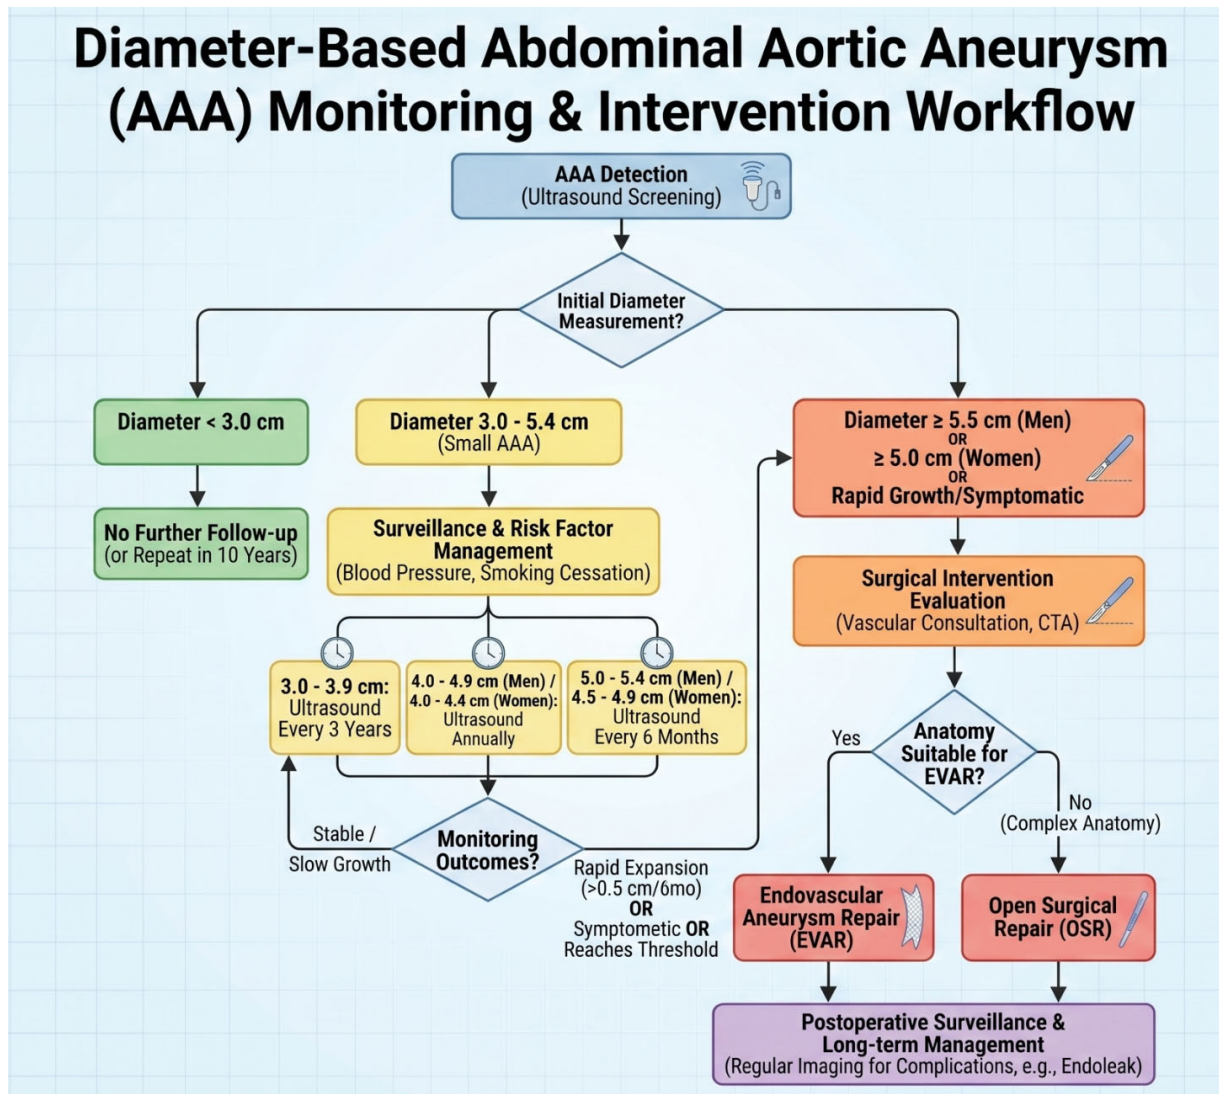 Diameter-Based Abdominal Aortic Aneurysm
(AAA) Monitoring & Intervention Workflow
AAA Detection
(Ultrasound Screening)
Initial Diameter
Measurement?
Diameter < 3.0 cm
No Further Follow-up
(or Repeat in 10 Years)
Diameter 3.0 - 5.4 cm
(Small AAA)
Surveillance & Risk Factor
Management
(Blood Pressure, Smoking Cessation)
3.0 - 3.9 cm:
Ultrasound
Every 3 Years
4.0 - 4.9 cm (Men) /
4.0 - 4.4 cm (Women):
Ultrasound
Annually
5.0 - 5.4 cm (Men) /
4.5 - 4.9 cm (Women):
Ultrasound
Every 6 Months
Monitoring
Outcomes?
Stable /
Slow Growth
Rapid Expansion
(>0.5 cm/6mo)
OR
Symptometic OR
Reaches Threshold
Diameter ≥ 5.5 cm (Men)
OR
≥ 5.0 cm (Women)
OR
Rapid Growth/Symptomatic
Surgical Intervention
Evaluation
(Vascular Consultation, CTA)
Anatomy
Suitable for
EVAR?
Yes
No
(Complex Anatomy)
Endovascular
Aneurysm Repair
(EVAR)
Open Surgical
Repair (OSR)
Postoperative Surveillance &
Long-term Management
(Regular Imaging for Complications, e.g., Endoleak)